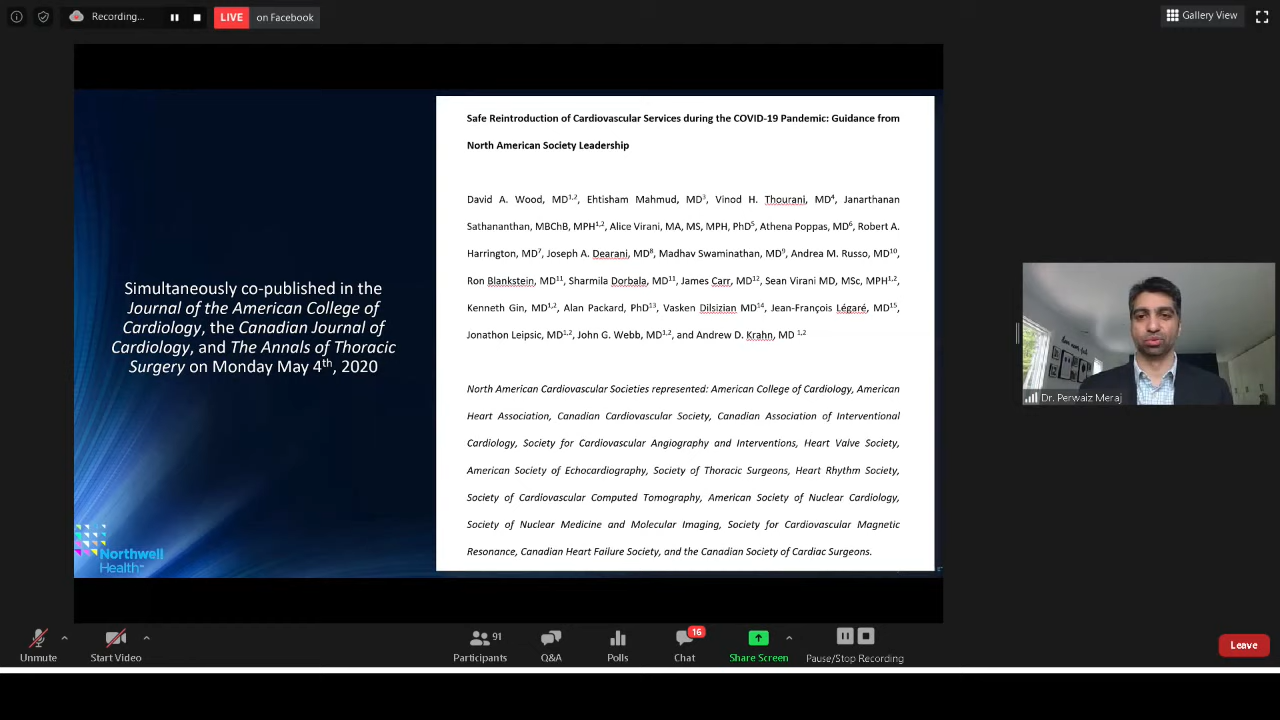 Recording...
LIVE on Facebook
Gallery View
Simultaneously co-published in the
Journal of the American College of
Cardiology, the Canadian Journal of
Cardiology, and The Annals of Thoracic
Surgery on Monday May 4th, 2020
Northwell
Health™
Safe Reintroduction of Cardiovascular Services during the COVID-19 Pandemic: Guidance from
North American Society Leadership
David A. Wood, MD1,2, Ehtisham Mahmud, MD3, Vinod H. Thourani, MD4, Janarthanan
Sathananthan, MBChB, MPH1,2, Alice Virani, MA, MS, MPH, PhD5, Athena Poppas, MD6, Robert A.
Harrington, MD7, Joseph A. Dearani, MD8, Madhav Swaminathan, MD9, Andrea M. Russo, MD10,
Ron Blankstein, MD11, Sharmila Dorbala, MD11, James Carr, MD12, Sean Virani MD, MSc, MPH1,2,
Kenneth Gin, MD1,2, Alan Packard, PhD13, Vasken Dilsizian MD14, Jean-François Légaré, MD15,
Jonathon Leipsic, MD1,2, John G. Webb, MD1,2, and Andrew D. Krahn, MD 1,2
North American Cardiovascular Societies represented: American College of Cardiology, American
Heart Association, Canadian Cardiovascular Society, Canadian Association of Interventional
Cardiology, Society for Cardiovascular Angiography and Interventions, Heart Valve Society,
American Society of Echocardiography, Society of Thoracic Surgeons, Heart Rhythm Society,
Society of Cardiovascular Computed Tomography, American Society of Nuclear Cardiology,
Society of Nuclear Medicine and Molecular Imaging, Society for Cardiovascular Magnetic
Resonance, Canadian Heart Failure Society, and the Canadian Society of Cardiac Surgeons.
Dr. Perwaiz Meraj
Unmute
Start Video
91
Participants
Q&A
Polls
16
Chat
Share Screen
Pause/Stop Recording
Leave